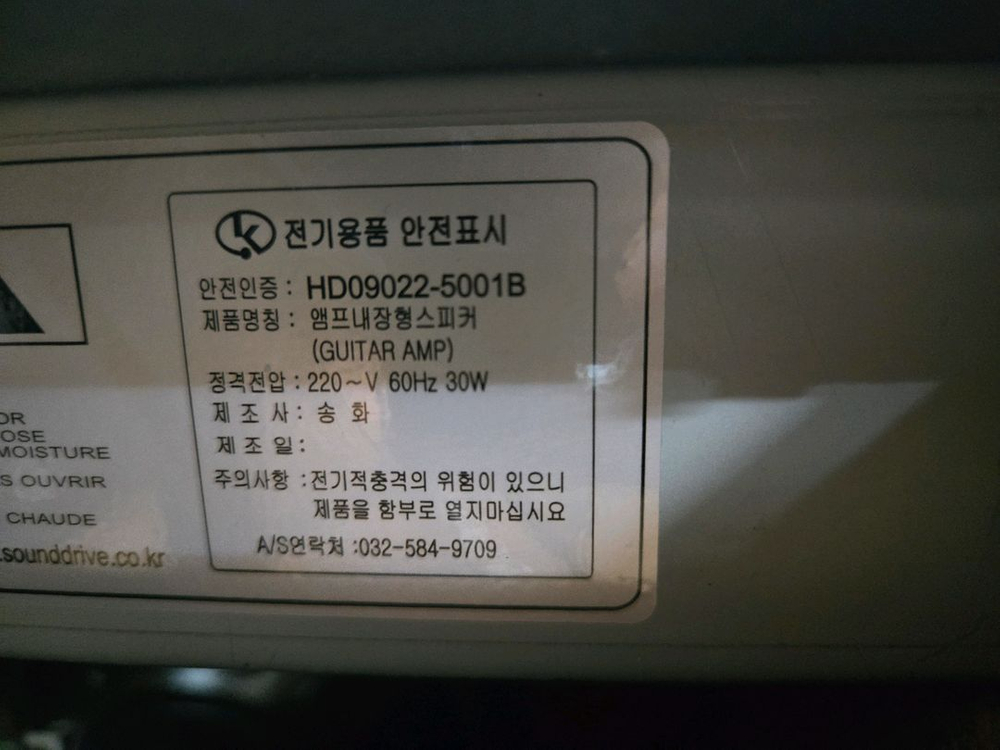 전기용품 안전표시
안전인증 : HD09022-5001B
제품명칭 : 앰프내장형스피커
(GUITAR AMP)
정격전압 : 220~V 60Hz 30W
제 조 사 : 송 화
제 조 일 :
주의사항 : 전기적충격의 위험이 있으니
제품을 함부로 열지마십시요
A/S연락처 :032-584-9709
OR
OSE
MOISTURE
S OUVRIR
CHAUDE
.sounddrive.co.kr